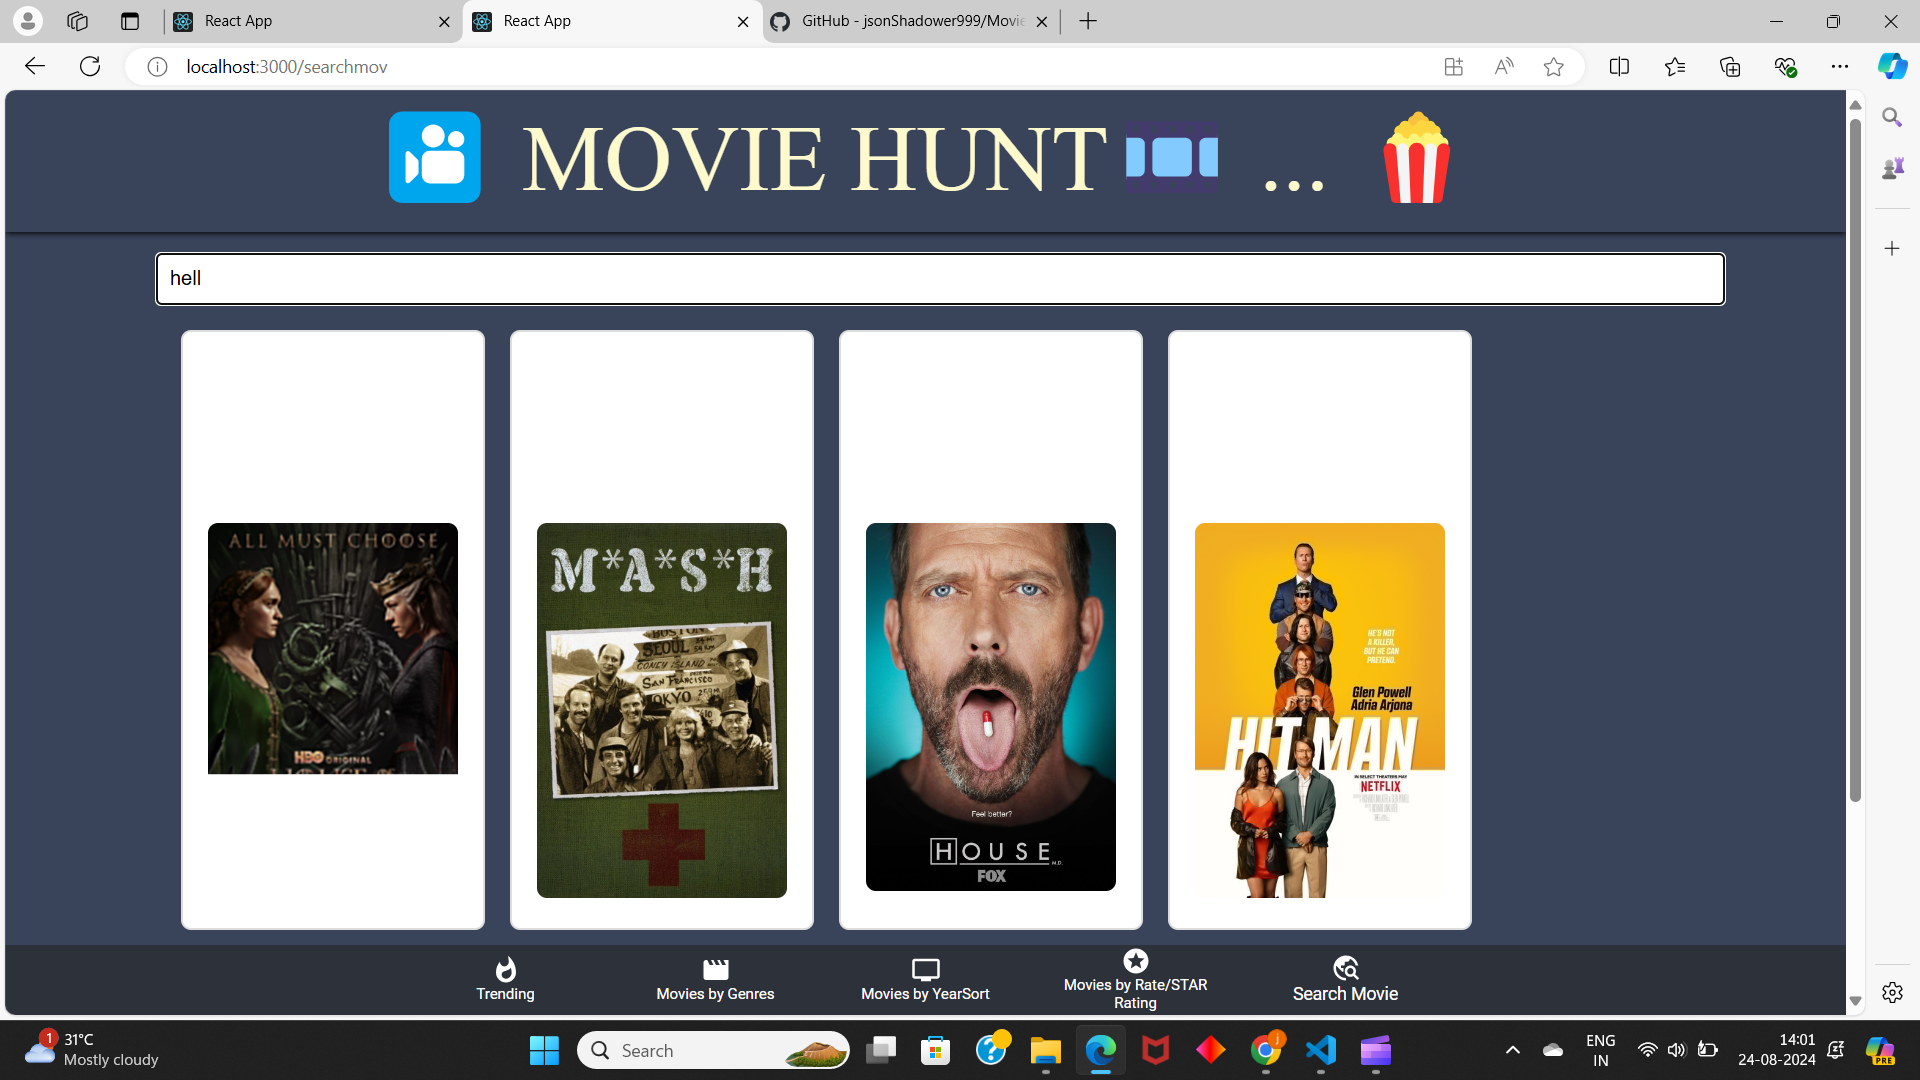 React App
React App
GitHub - jsonShadower999/Movie
localhost:3000/searchmov
MOVIE HUNT ...
hell
ALL MUST CHOOSE
HBO ORIGINAL
M*A*S*H
BOSTON
SEOUL
CONEY ISLAND
SAN FRANCISCO
TOKYO
Feel better?
HOUSE M.D.
FOX
HE'S NOT
A KILLER,
BUT HE CAN
PRETEND.
Glen Powell
Adria Arjona
HIT MAN
IN SELECT THEATERS MAY
NETFLIX
Trending
Movies by Genres
Movies by YearSort
Movies by Rate/STAR
Rating
Search Movie
1
31°C
Mostly cloudy
Search
j
ENG
IN
14:01
24-08-2024
PRE